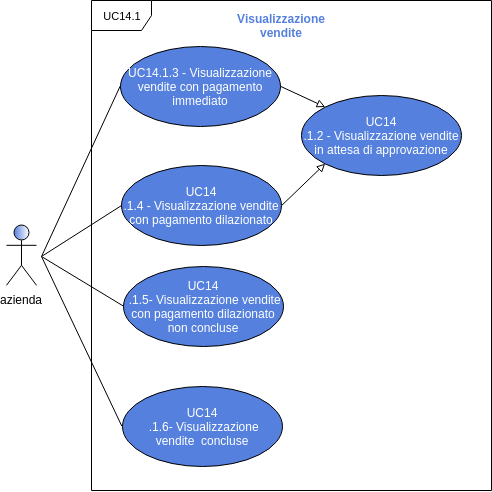 UC14.1
Visualizzazione
vendite
UC14.1.3 - Visualizzazione
vendite con pagamento
immediato
UC14
.1.2 - Visualizzazione vendite
in attesa di approvazione
UC14
.1.4 - Visualizzazione vendite
con pagamento dilazionato
azienda
UC14
.1.5- Visualizzazione vendite
con pagamento dilazionato
non concluse
UC14
.1.6- Visualizzazione
vendite concluse